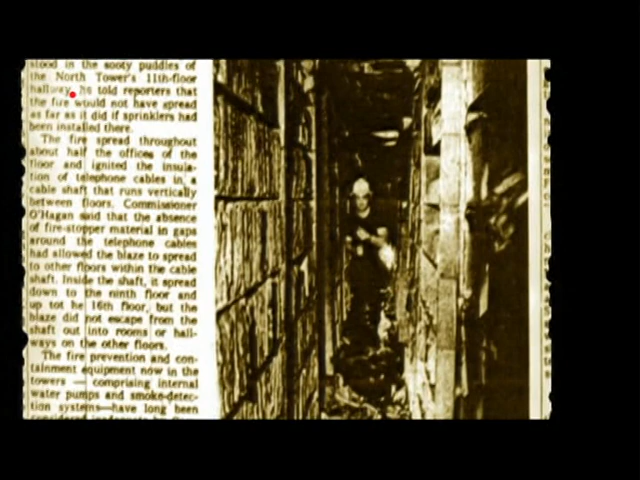 stood in the sooty puddles of
the North Tower's 11th-floor
hallway, he told reporters that
the fire would not have spread
as far as it did if sprinklers had
been installed there.
The fire spread throughout
about half the offices of the
floor and ignited the insula-
tion of telephone cables in a
cable shaft that runs vertically
between floors. Commissioner
O'Hagan said that the absence
of fire-stopper material in gaps
around the telephone cables
had allowed the blaze to spread
to other floors within the cable
shaft. Inside the shaft, it spread
down to the ninth floor and
up tot he 16th floor, but the
blaze did not escape from the
shaft out into rooms or hall-
ways on the other floors.
The fire prevention and con-
tainment equipment now in the
towers — comprising internal
water pumps and smoke-detec-
tion systems—have long been